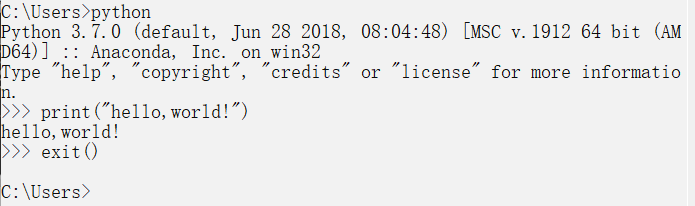 C:\Users>python
Python 3.7.0 (default, Jun 28 2018, 08:04:48) [MSC v.1912 64 bit (AM
D64)] :: Anaconda, Inc. on win32
Type "help", "copyright", "credits" or "license" for more informatio
n.
>>> print("hello,world!")
hello,world!
>>> exit()
C:\Users>